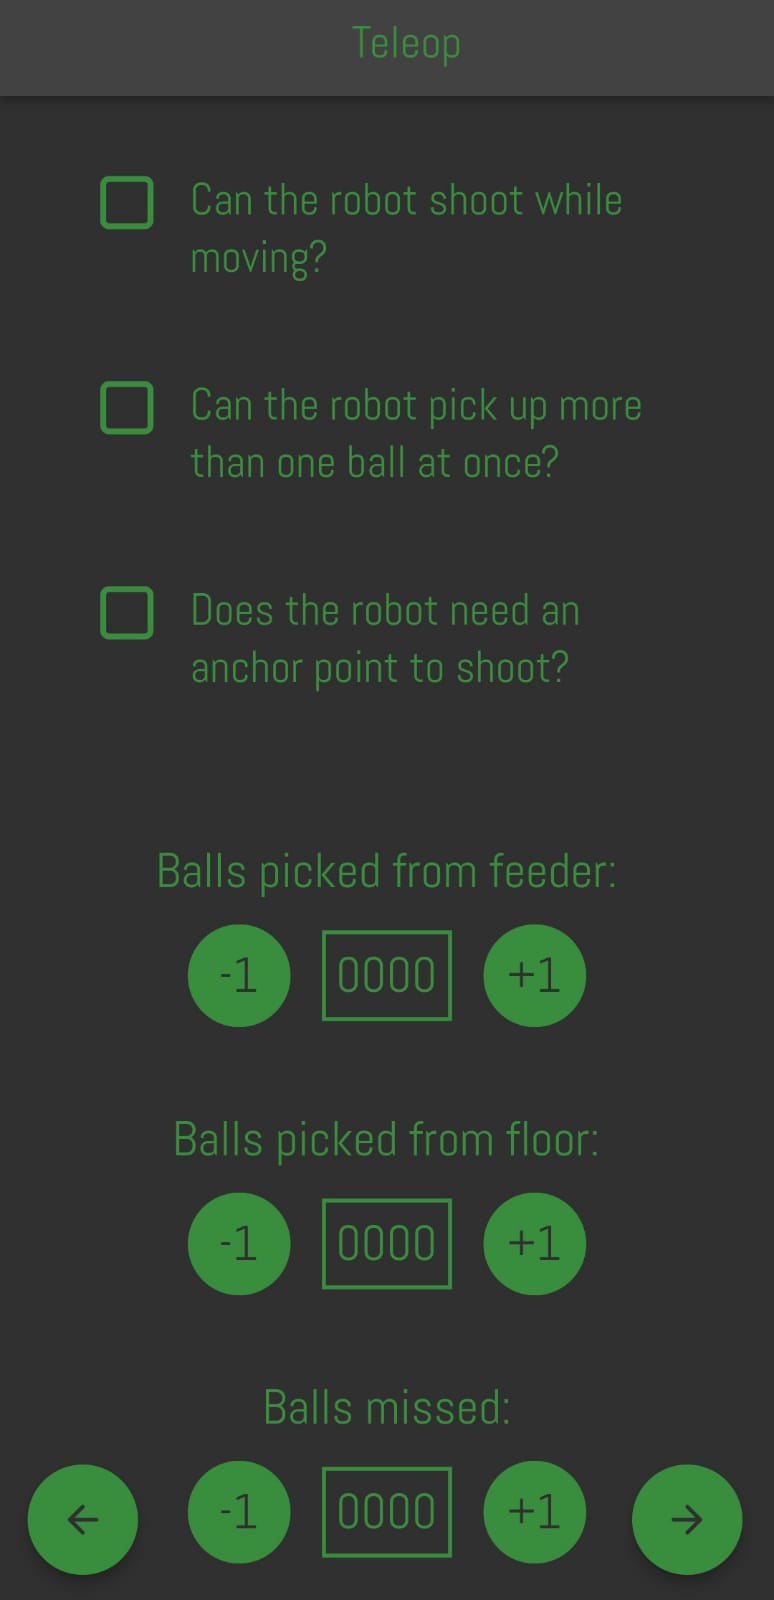 Teleop
Can the robot shoot while
moving?
Can the robot pick up more
than one ball at once?
Does the robot need an
anchor point to shoot?
Balls picked from feeder:
-1 0000 +1
Balls picked from floor:
-1 0000 +1
Balls missed:
-1 0000 +1